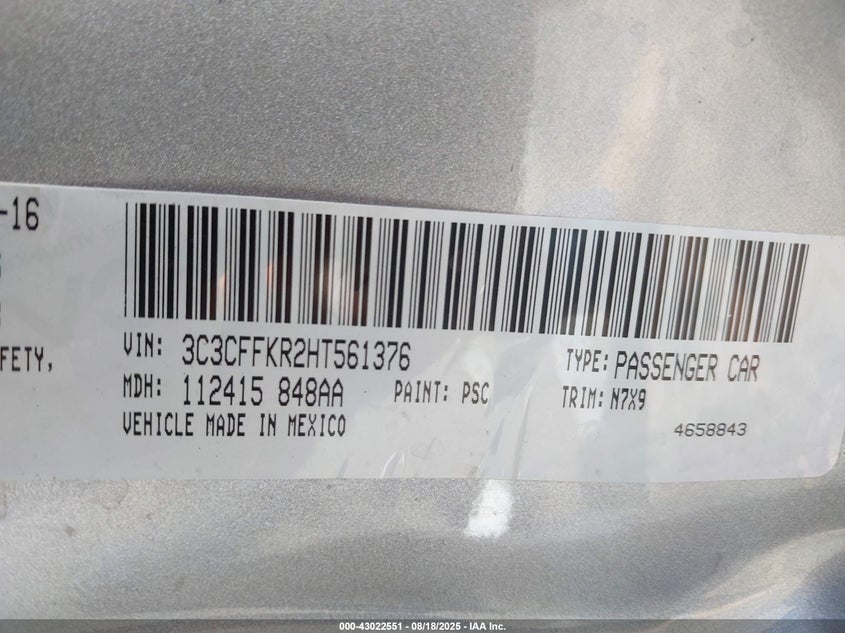 -16
VIN: 3C3CFFKR2HT561376
TYPE: PASSENGER CAR
FETY,
MDH: 112415 848AA
PAINT: PSC
TRIM: N7X9
VEHICLE MADE IN MEXICO
4658843
000-43022551 - 08/18/2025 - IAA Inc.